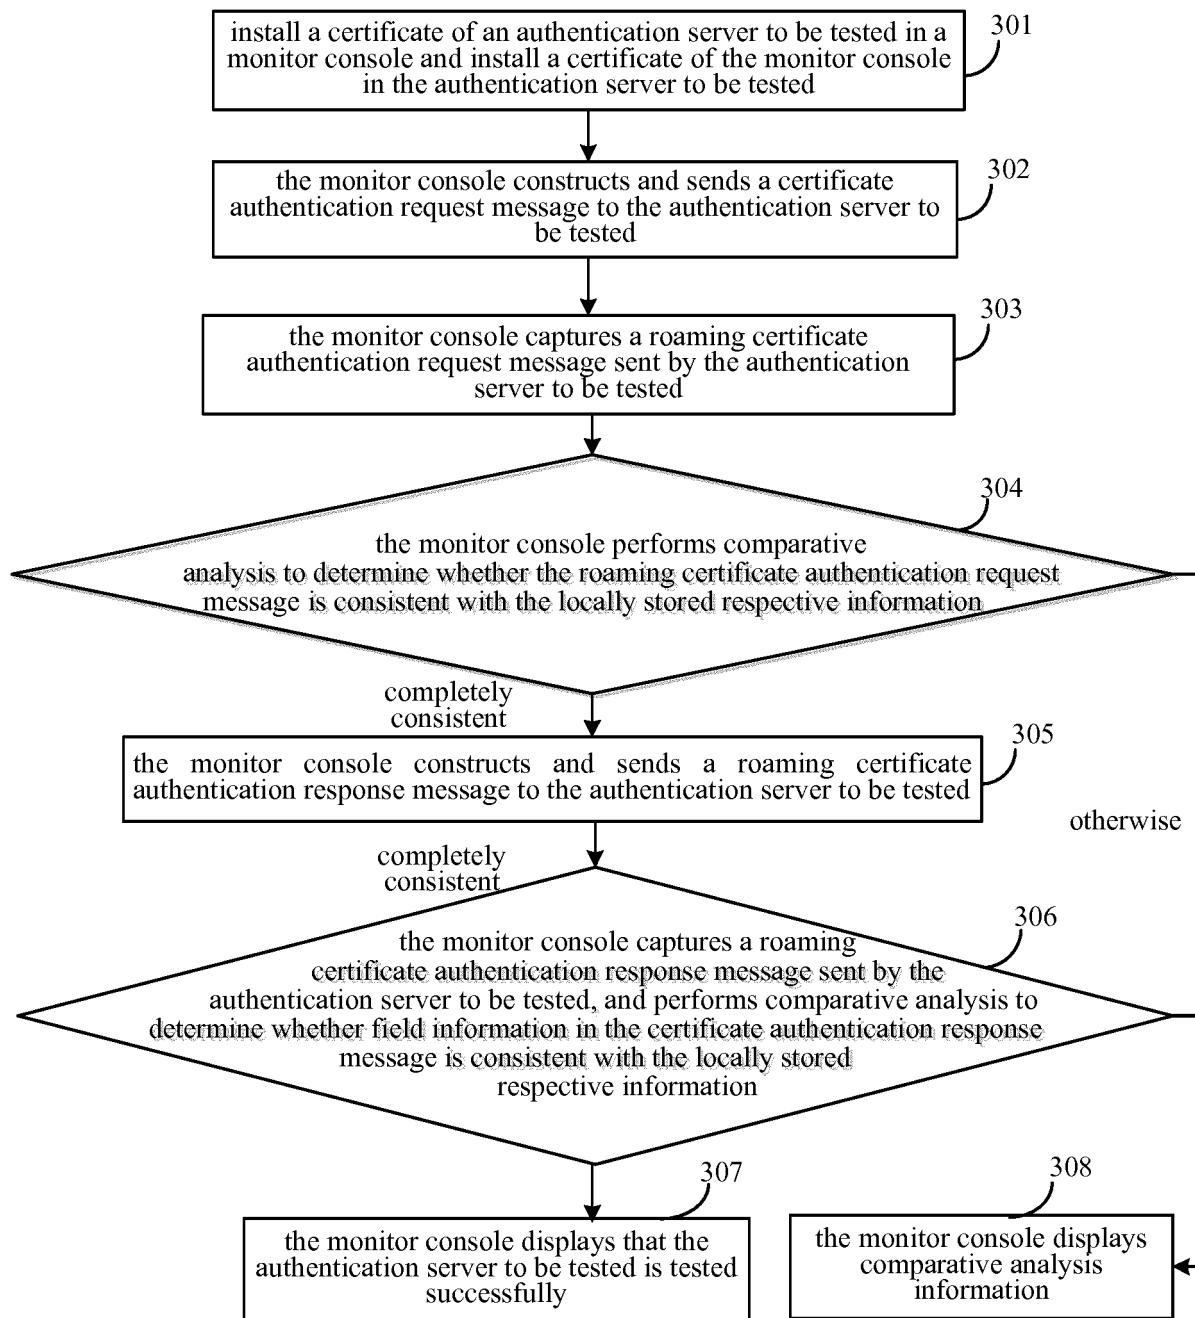 install a certificate of an authentication server to be tested in a
monitor console and install a certificate of the monitor console
in the authentication server to be tested
301
the monitor console constructs and sends a certificate
authentication request message to the authentication server to
be tested
302
the monitor console captures a roaming certificate
authentication request message sent by the authentication
server to be tested
303
304
the monitor console performs comparative
analysis to determine whether the roaming certificate authentication request
message is consistent with the locally stored respective information
completely
consistent
305
the monitor console constructs and sends a roaming certificate
authentication response message to the authentication server to be tested
otherwise
completely
consistent
306
the monitor console captures a roaming
certificate authentication response message sent by the
authentication server to be tested, and performs comparative analysis to
determine whether field information in the certificate authentication response
message is consistent with the locally stored
respective information
307
the monitor console displays that the
authentication server to be tested is tested
successfully
308
the monitor console displays
comparative analysis
information